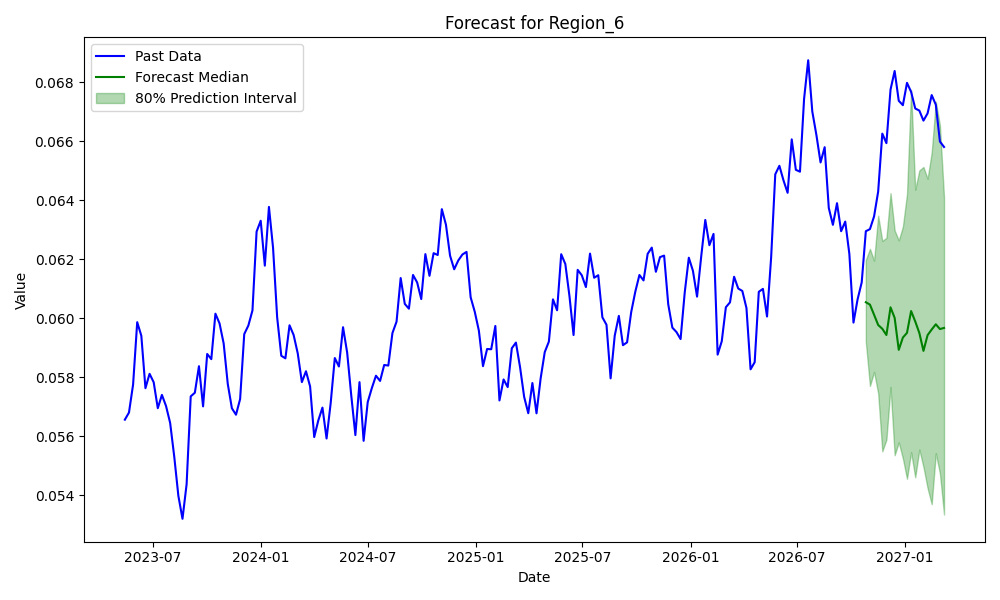 Forecast for Region_6
Past Data
Forecast Median
80% Prediction Interval
Value
0.068
0.066
0.064
0.062
0.060
0.058
0.056
0.054
2023-07
2024-01
2024-07
2025-01
2025-07
2026-01
2026-07
2027-01
Date